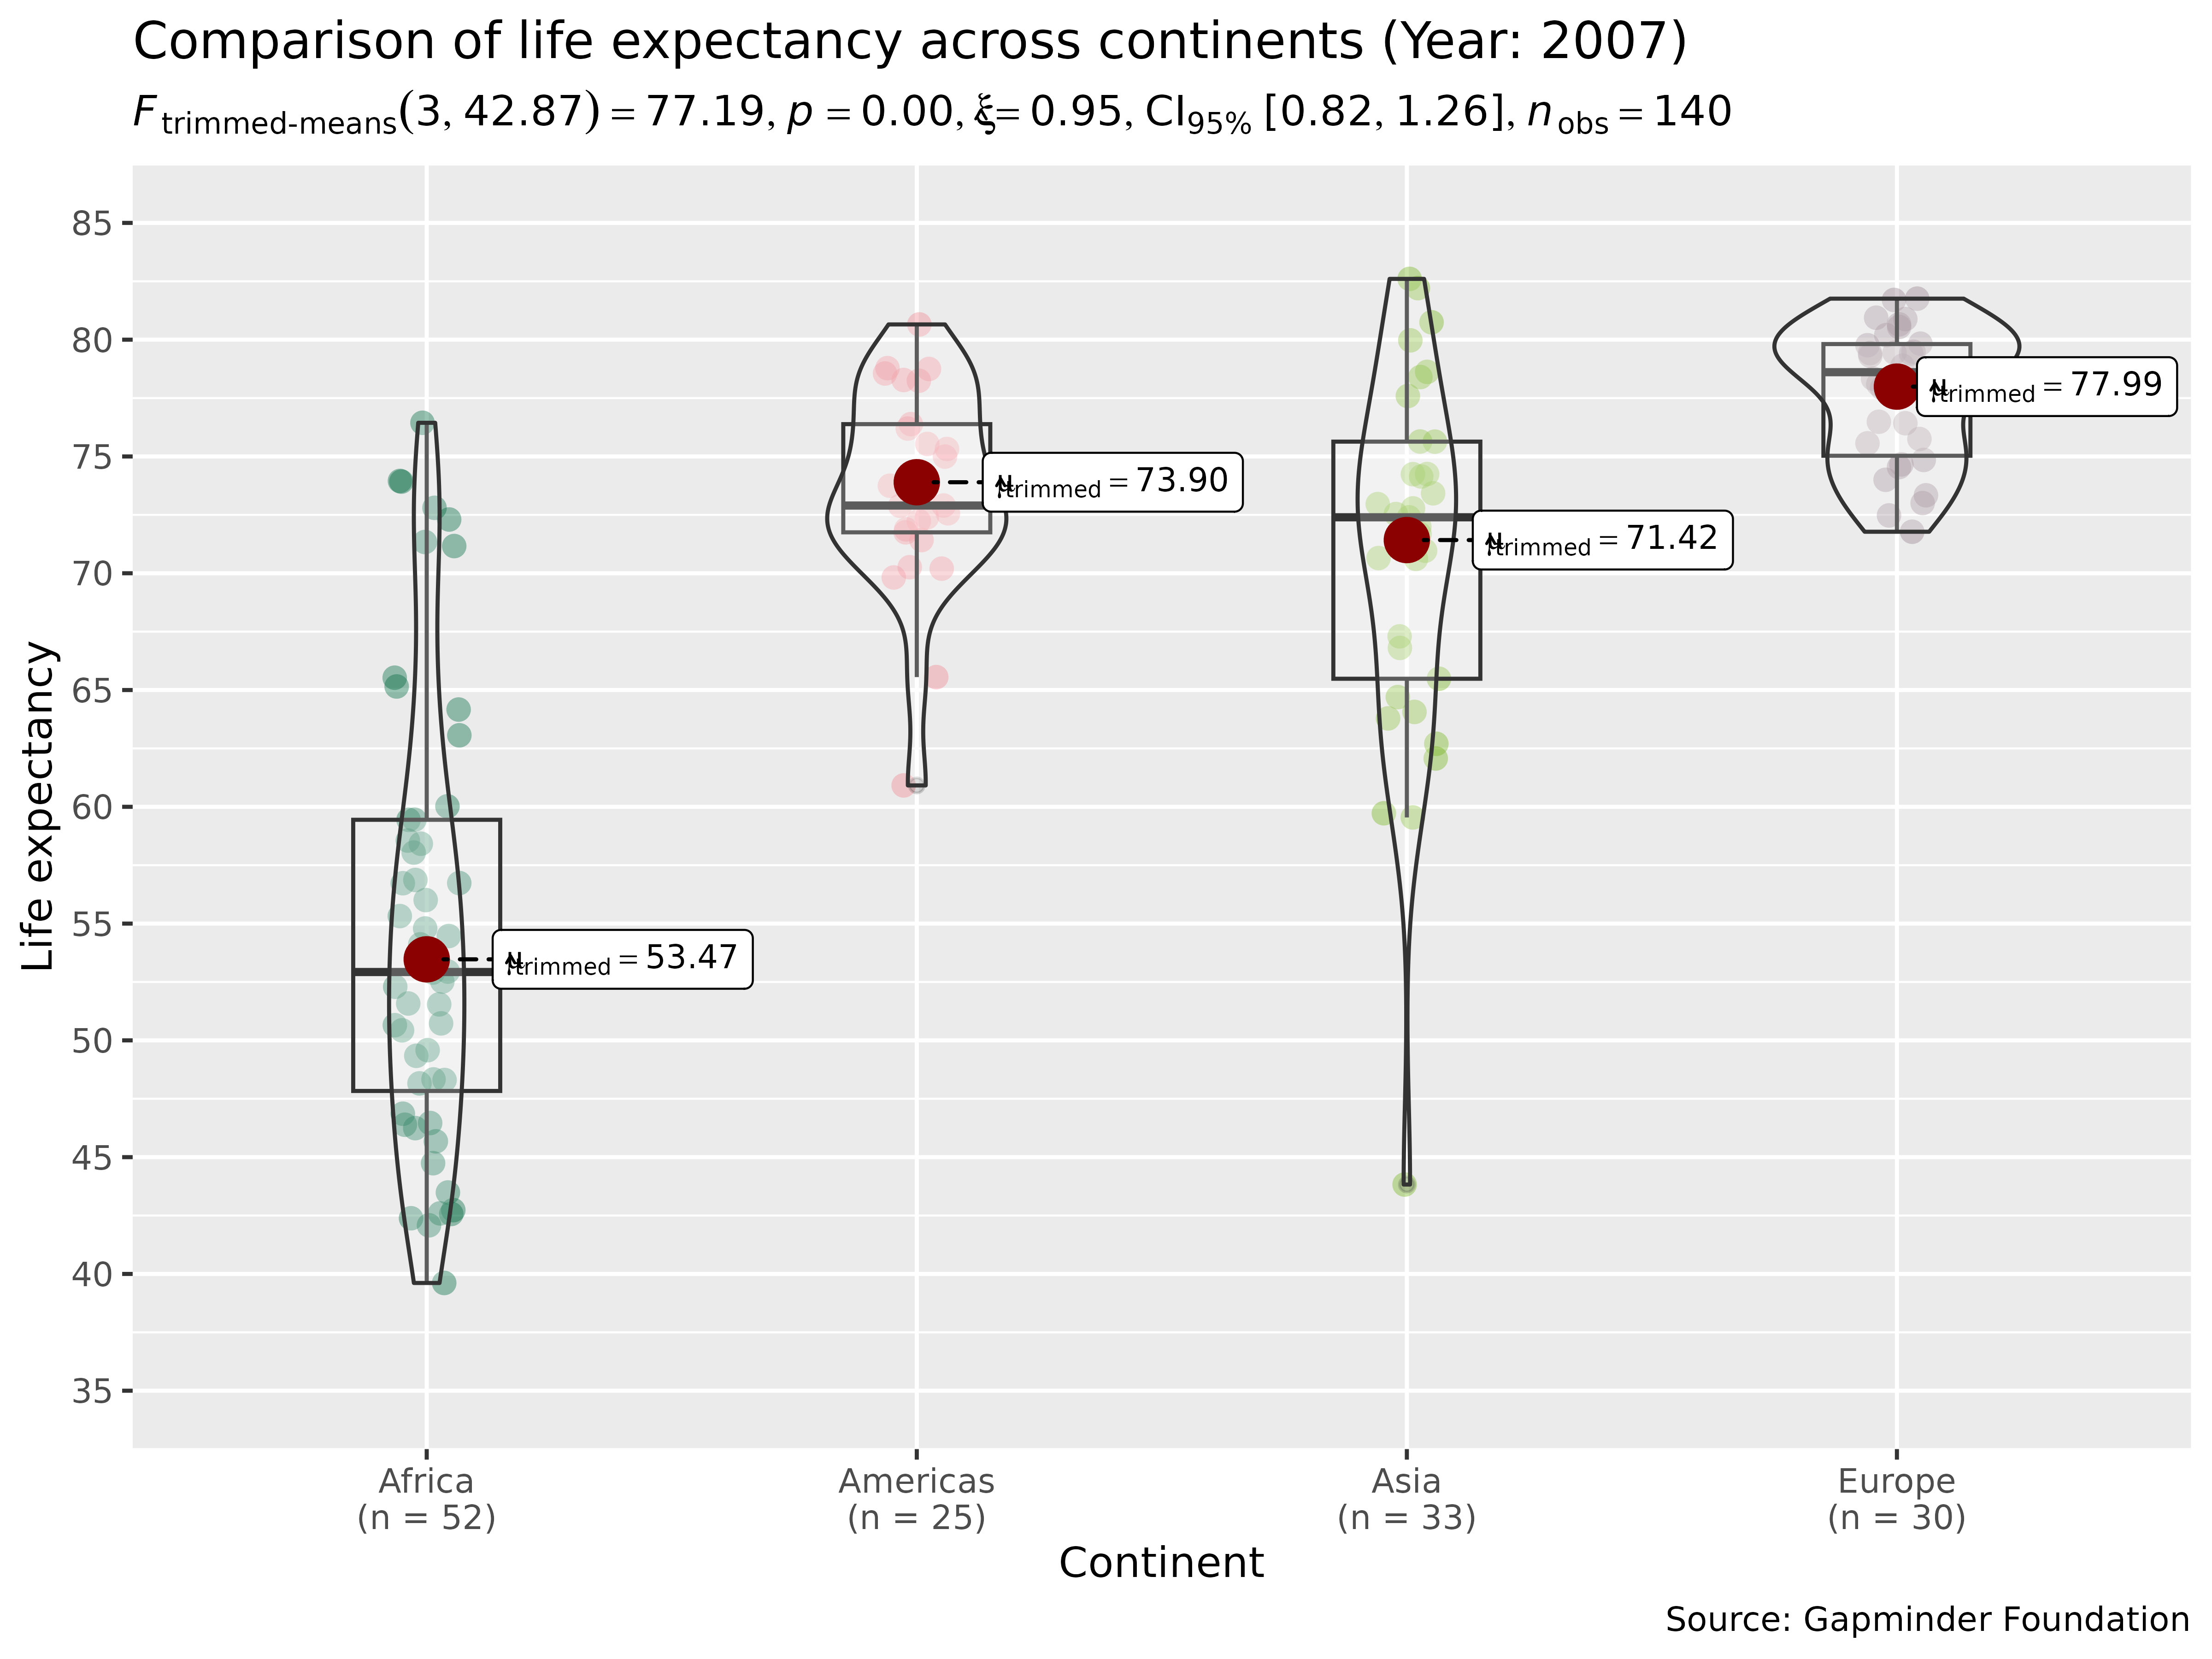 Comparison of life expectancy across continents (Year: 2007)
F trimmed-means(3, 42.87) = 77.19, p = 0.00, ξ̂ = 0.95, CI95% [0.82, 1.26], n obs = 140
Life expectancy
85
80
75
70
65
60
55
50
45
40
35
μ̂trimmed = 53.47
μ̂trimmed = 73.90
μ̂trimmed = 71.42
μ̂trimmed = 77.99
Africa
(n = 52)
Americas
(n = 25)
Asia
(n = 33)
Europe
(n = 30)
Continent
Source: Gapminder Foundation